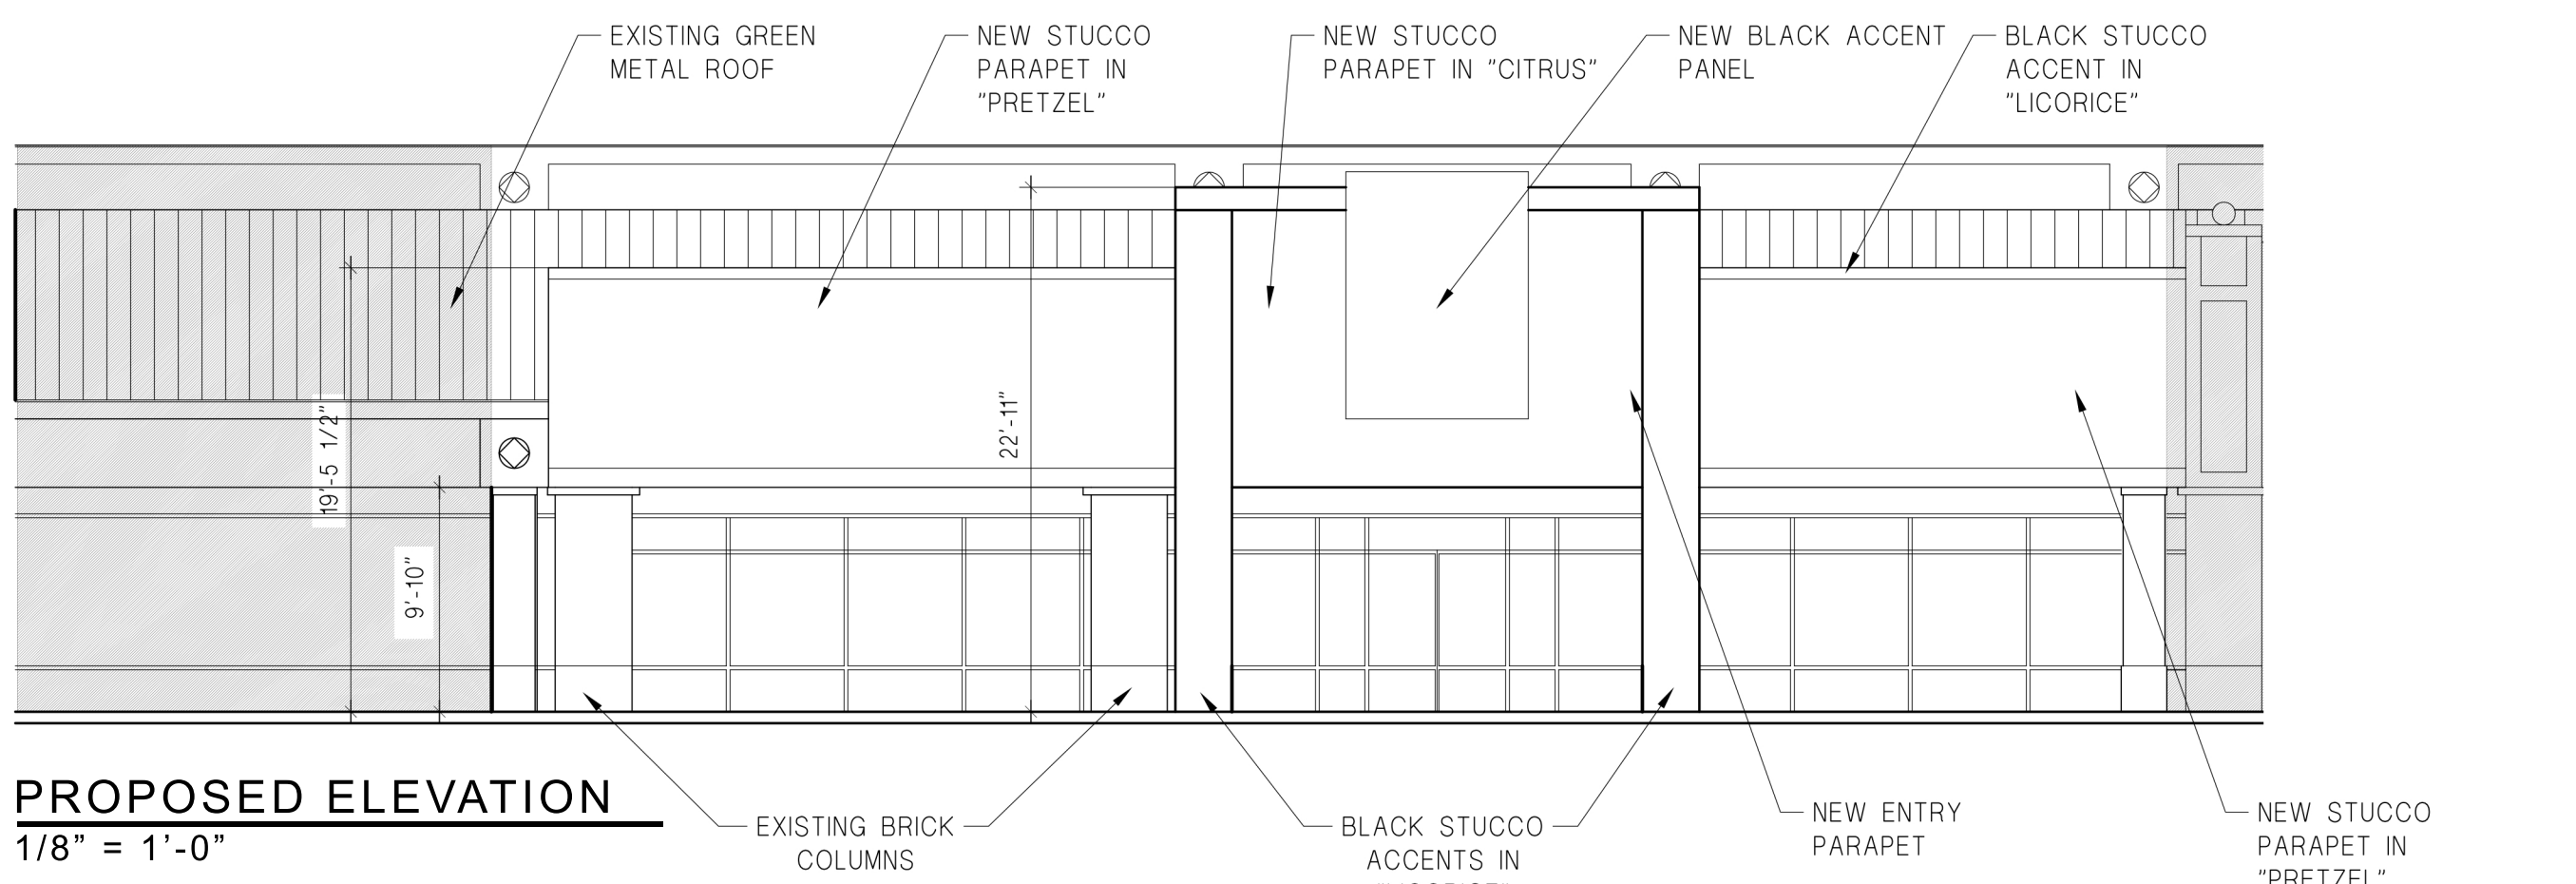 EXISTING GREEN
METAL ROOF
NEW STUCCO
PARAPET IN
"PRETZEL"
NEW STUCCO
PARAPET IN "CITRUS"
NEW BLACK ACCENT
PANEL
BLACK STUCCO
ACCENT IN
"LICORICE"
19'-5 1/2"
9'-10"
22'-11"
PROPOSED ELEVATION
1/8" = 1'-0"
EXISTING BRICK
COLUMNS
BLACK STUCCO
ACCENTS IN
NEW ENTRY
PARAPET
NEW STUCCO
PARAPET IN
"PRETZEL"